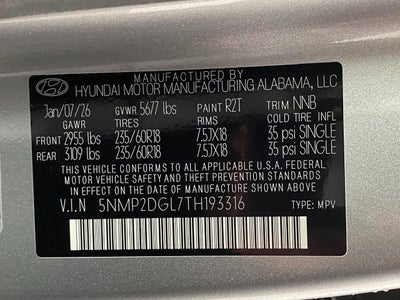 MANUFACTURED BY
HYUNDAI MOTOR MANUFACTURING ALABAMA, LLC
Jan/07/26 GVWR 5677 lbs PAINT R2T TRIM NNB
GAWR TIRES RIMS COLD TIRE INFL
FRONT 2955 lbs 235/60R18 7.5JX18 35 psi SINGLE
REAR 3109 lbs 235/60R18 7.5JX18 35 psi SINGLE
THIS VEHICLE CONFORMS TO ALL APPLICABLE FEDERAL MOTOR
VEHICLE SAFETY, BUMPER, AND THEFT PREVENTION STANDARDS
IN EFFECT ON THE DATE OF MANUFACTURE SHOWN ABOVE.
V.I.N 5NMP2DGL7TH193316 TYPE: MPV